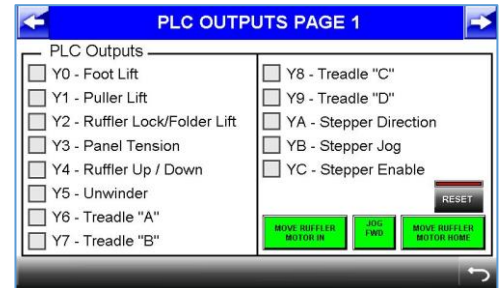 PLC OUTPUTS PAGE 1
PLC Outputs
Y0 - Foot Lift
Y1 - Puller Lift
Y2 - Ruffler Lock/Folder Lift
Y3 - Panel Tension
Y4 - Ruffler Up / Down
Y5 - Unwinder
Y6 - Treadle "A"
Y7 - Treadle "B"
Y8 - Treadle "C"
Y9 - Treadle "D"
YA - Stepper Direction
YB - Stepper Jog
YC - Stepper Enable
RESET
MOVE RUFFLER
MOTOR IN
JOG
FWD
MOVE RUFFLER
MOTOR HOME